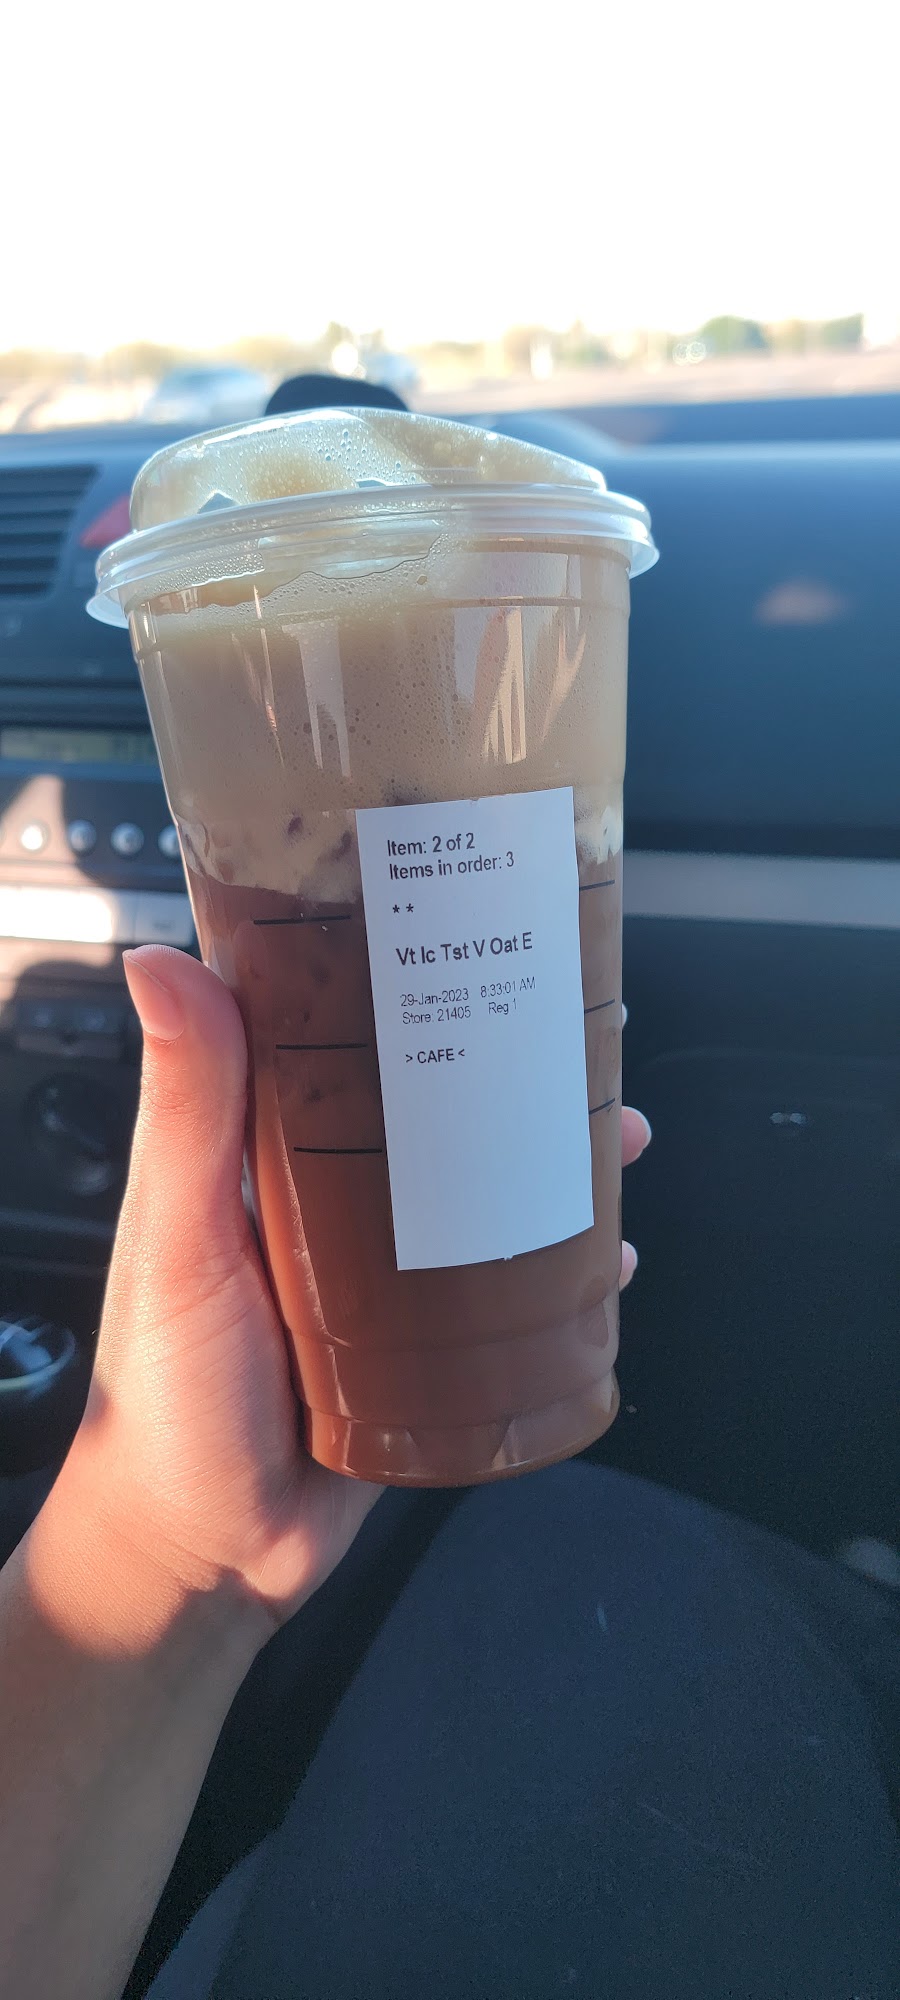 Item: 2 of 2
Items in order: 3
* *
Vt Ic Tst V Oat E
29-Jan-2023 8:33:01 AM
Store: 21405 Reg 1
> CAFE <